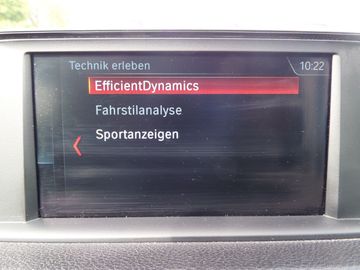 Technik erleben 10:22
EfficientDynamics
Fahrstilanalyse
Sportanzeigen